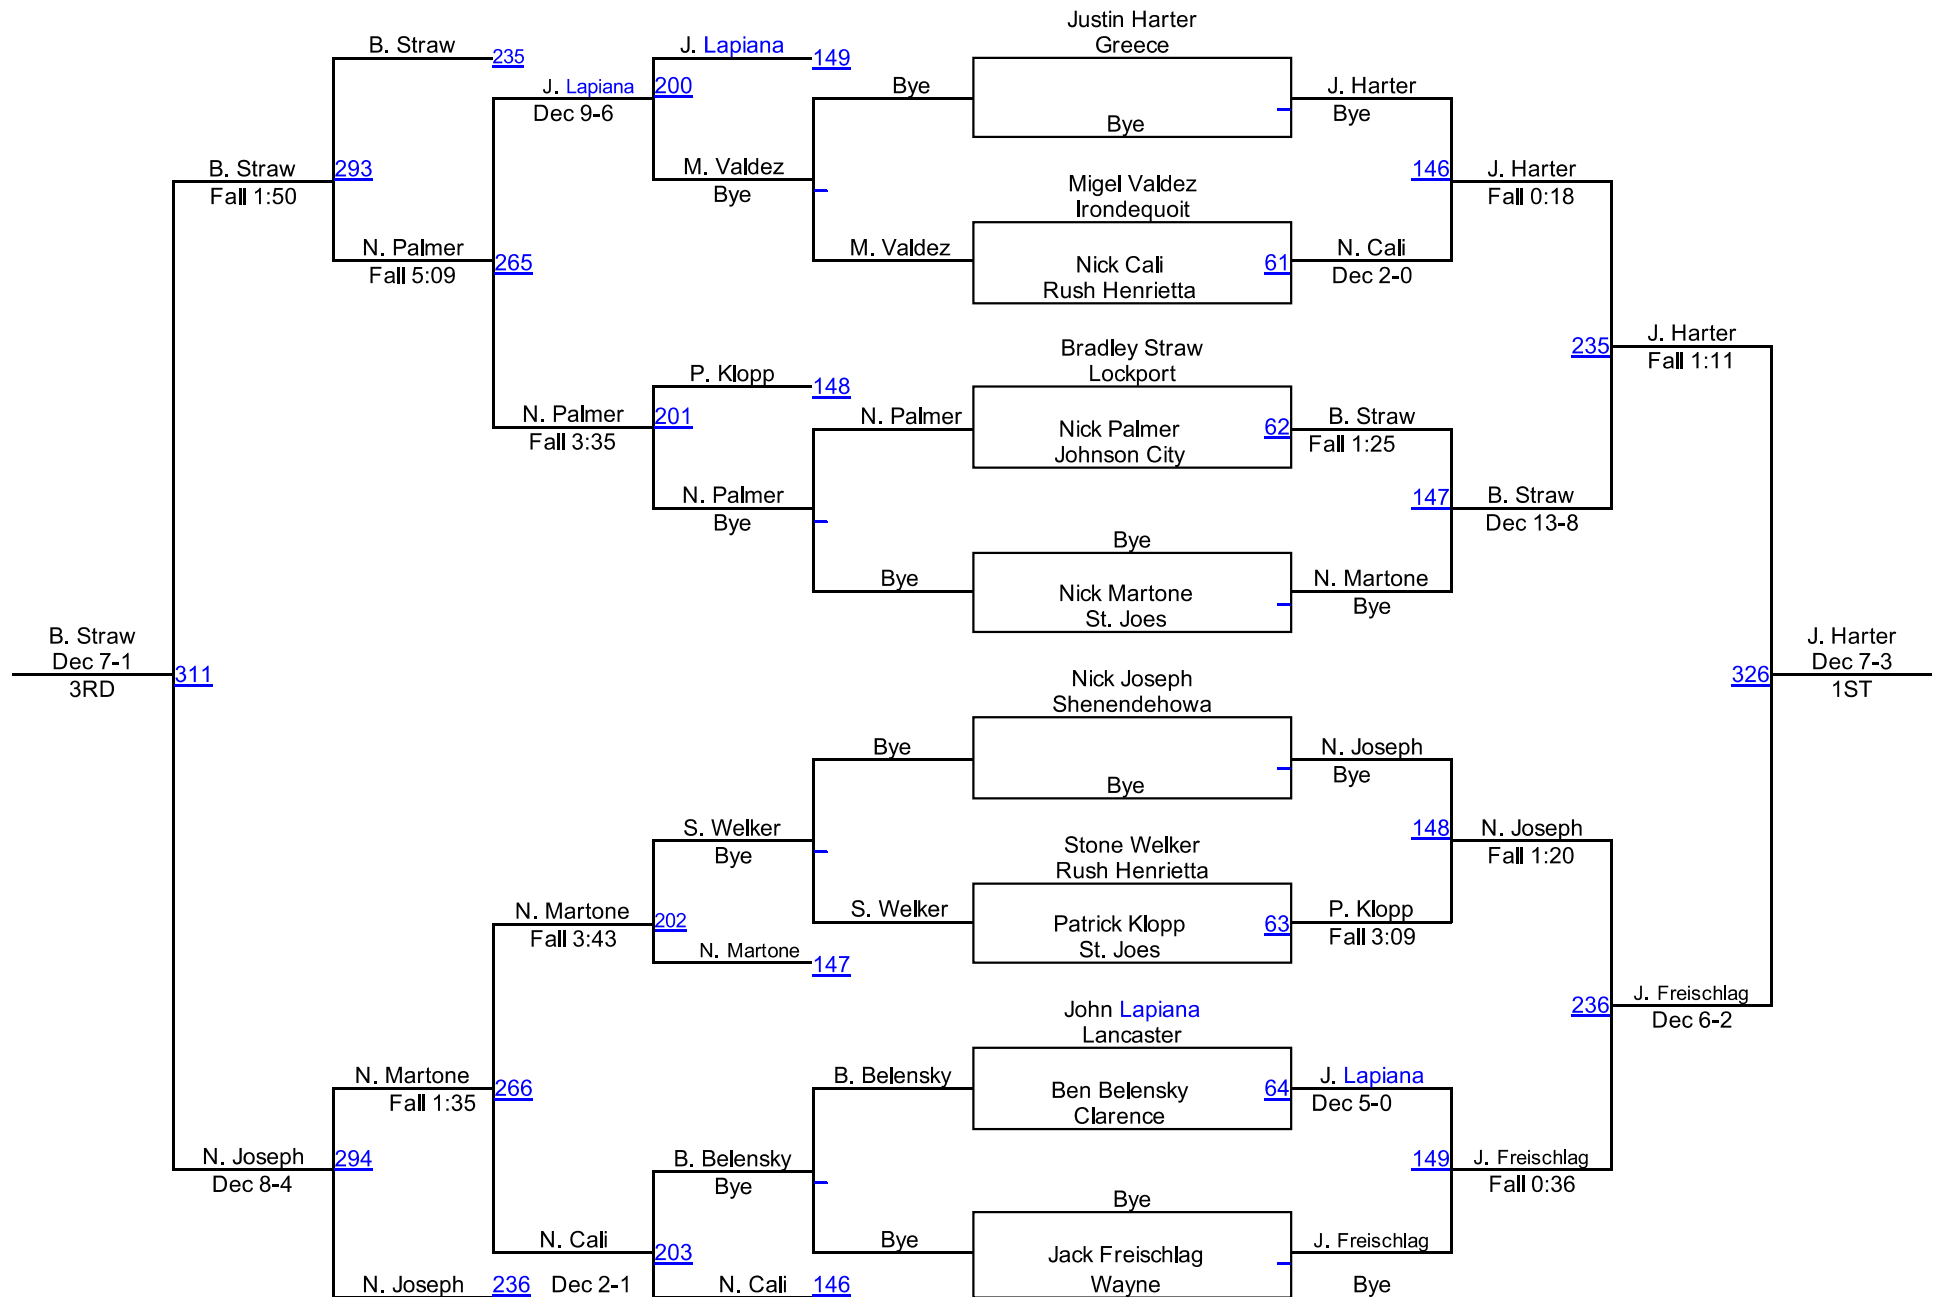 Justin Harter
B. Straw
235
J. Lapiana
149
Greece
J. Lapiana
200
Dec 9-6
Bye
J. Harter
Bye
Bye
B. Straw
293
Fall 1:50
M. Valdez
Bye
Migel Valdez
Irondequoit
146
J. Harter
Fall 0:18
N. Palmer
265
Fall 5:09
M. Valdez
Nick Cali
Rush Henrietta
61
N. Cali
Dec 2-0
P. Klopp
148
Bradley Straw
Lockport
235
J. Harter
Fall 1:11
N. Palmer
201
Fall 3:35
N. Palmer
Nick Palmer
Johnson City
62
B. Straw
Fall 1:25
N. Palmer
Bye
147
B. Straw
Dec 13-8
Bye
Bye
Nick Martone
St. Joes
N. Martone
Bye
B. Straw
Dec 7-1
3RD
311
Nick Joseph
Shenendehowa
326
J. Harter
Dec 7-3
1ST
Bye
Bye
N. Joseph
Bye
S. Welker
Bye
Stone Welker
Rush Henrietta
148
N. Joseph
Fall 1:20
N. Martone
202
Fall 3:43
S. Welker
Patrick Klopp
St. Joes
63
P. Klopp
Fall 3:09
N. Martone
147
John Lapiana
Lancaster
236
J. Freischlag
Dec 6-2
N. Martone
266
Fall 1:35
B. Belensky
Ben Belensky
Clarence
64
J. Lapiana
Dec 5-0
N. Joseph
294
Dec 8-4
B. Belensky
Bye
149
J. Freischlag
Fall 0:36
Bye
N. Cali
203
Dec 2-1
Bye
Jack Freischlag
Wayne
J. Freischlag
Bye
N. Joseph
236
N. Cali
146